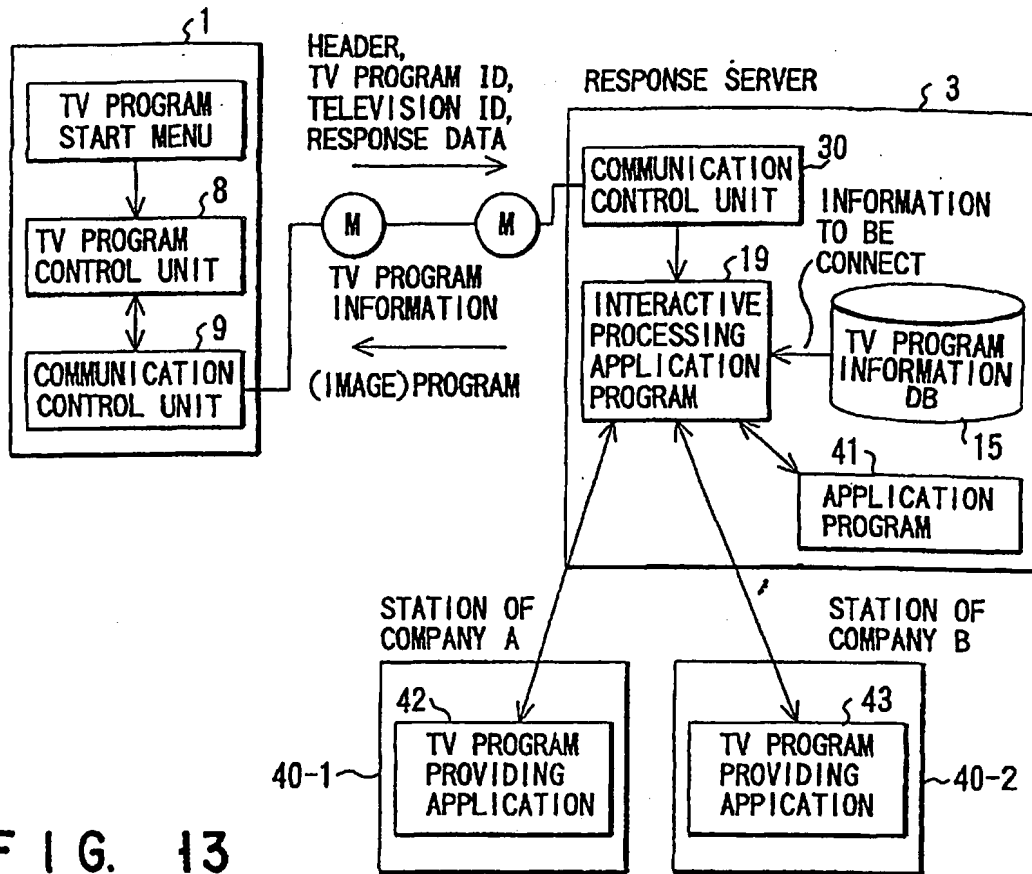 1
TV PROGRAM
START MENU
8
TV PROGRAM
CONTROL UNIT
9
COMMUNICATION
CONTROL UNIT
HEADER,
TV PROGRAM ID,
TELEVISION ID,
RESPONSE DATA
M
M
TV PROGRAM
INFORMATION
(IMAGE)PROGRAM
RESPONSE SERVER
3
30
COMMUNICATION
CONTROL UNIT
INFORMATION
TO BE
CONNECT
19
INTERACTIVE
PROCESSING
APPLICATION
PROGRAM
TV PROGRAM
INFORMATION
DB
15
41
APPLICATION
PROGRAM
STATION OF
COMPANY A
42
TV PROGRAM
PROVIDING
APPLICATION
40-1
STATION OF
COMPANY B
43
TV PROGRAM
PROVIDING
APPICATION
40-2
FIG. 13